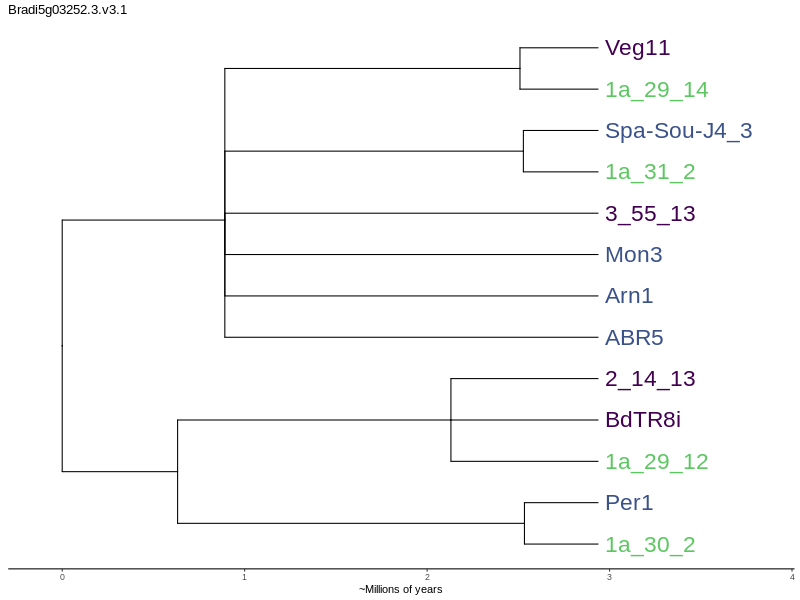 Bradi5g03252.3.v3.1
Veg11
1a_29_14
Spa-Sou-J4_3
1a_31_2
3_55_13
Mon3
Arn1
ABR5
2_14_13
BdTR8i
1a_29_12
Per1
1a_30_2
0 1 2 3 4
~Millions of years